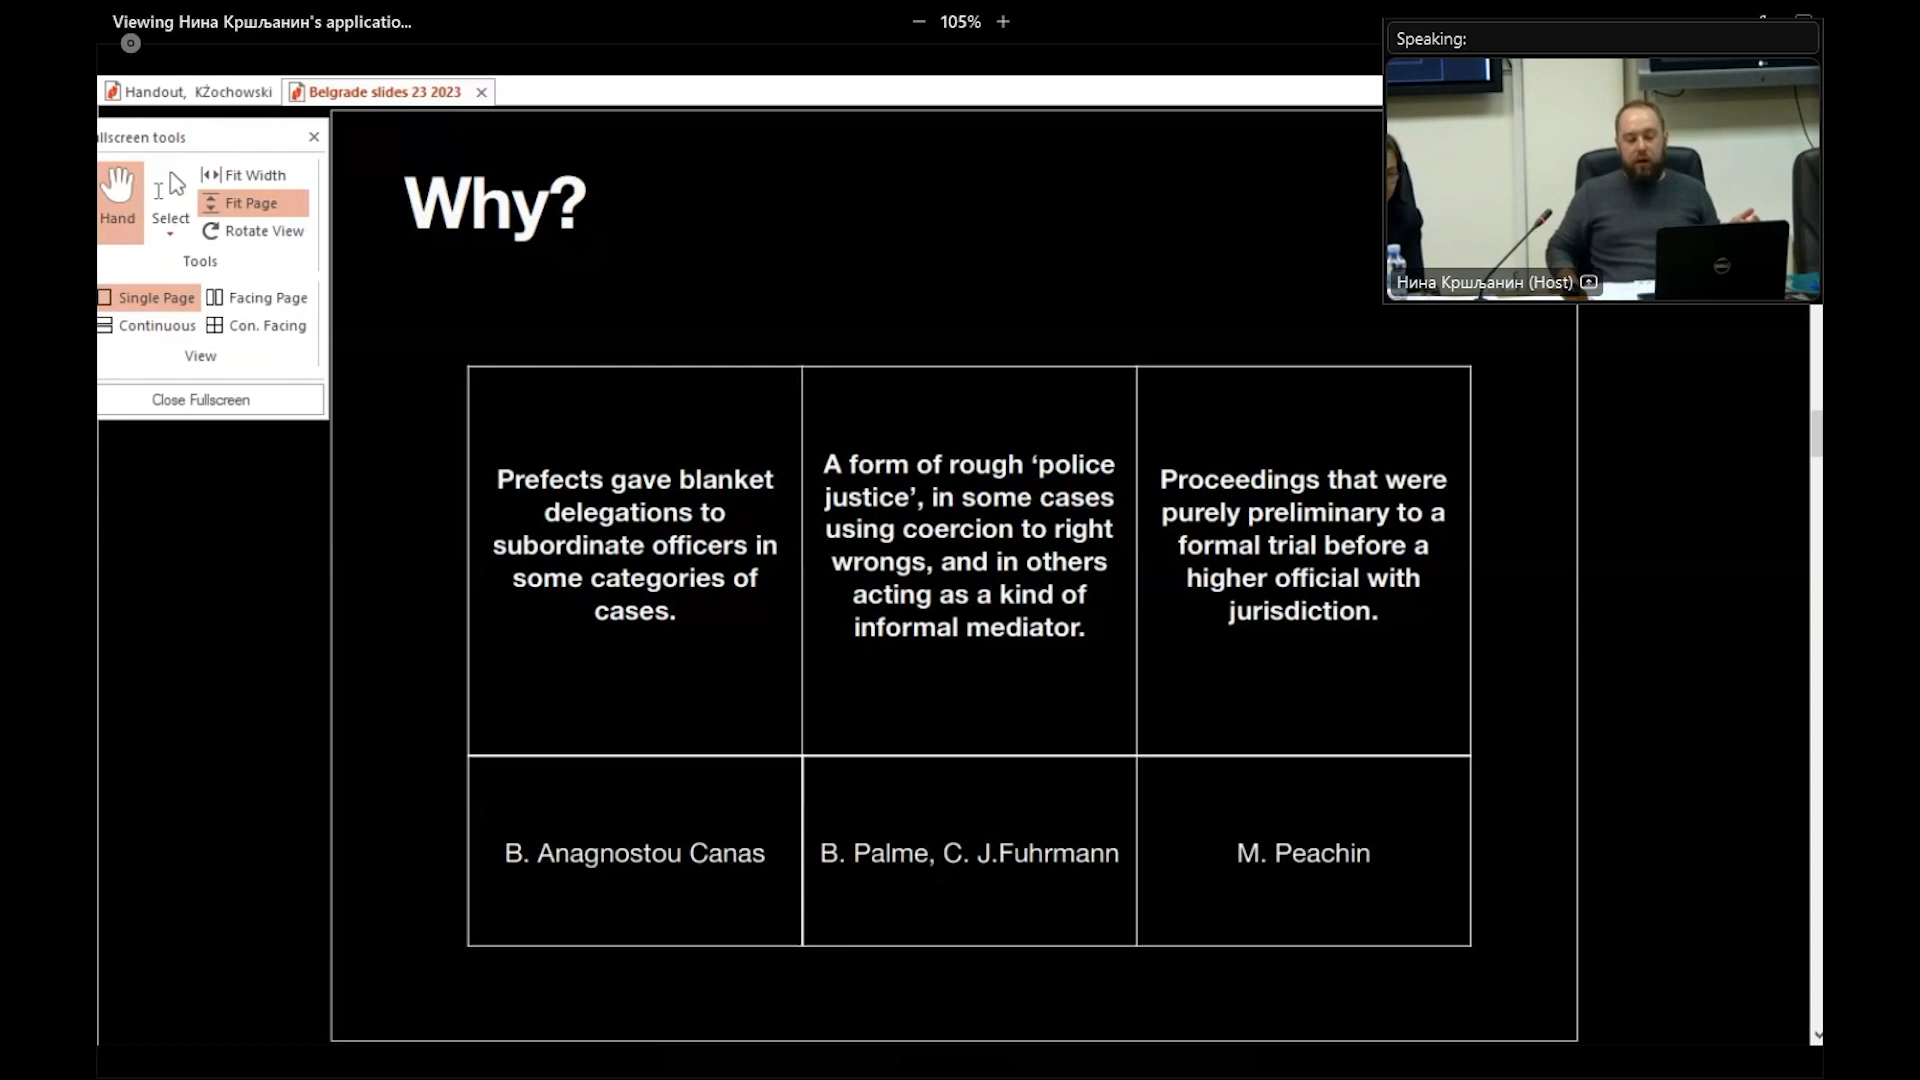 Viewing Нина Кршљанин's applicatio...
105%
Speaking:
Handout, KŻochowski
Belgrade slides 23 2023
llscreen tools
Hand
Select
Fit Width
Fit Page
Rotate View
Tools
Single Page
Facing Page
Continuous
Con. Facing
View
Close Fullscreen
Нина Кршљанин (Host)
Why?
Prefects gave blanket
delegations to
subordinate officers in
some categories of
cases.
A form of rough ‘police
justice’, in some cases
using coercion to right
wrongs, and in others
acting as a kind of
informal mediator.
Proceedings that were
purely preliminary to a
formal trial before a
higher official with
jurisdiction.
B. Anagnostou Canas
B. Palme, C. J.Fuhrmann
M. Peachin